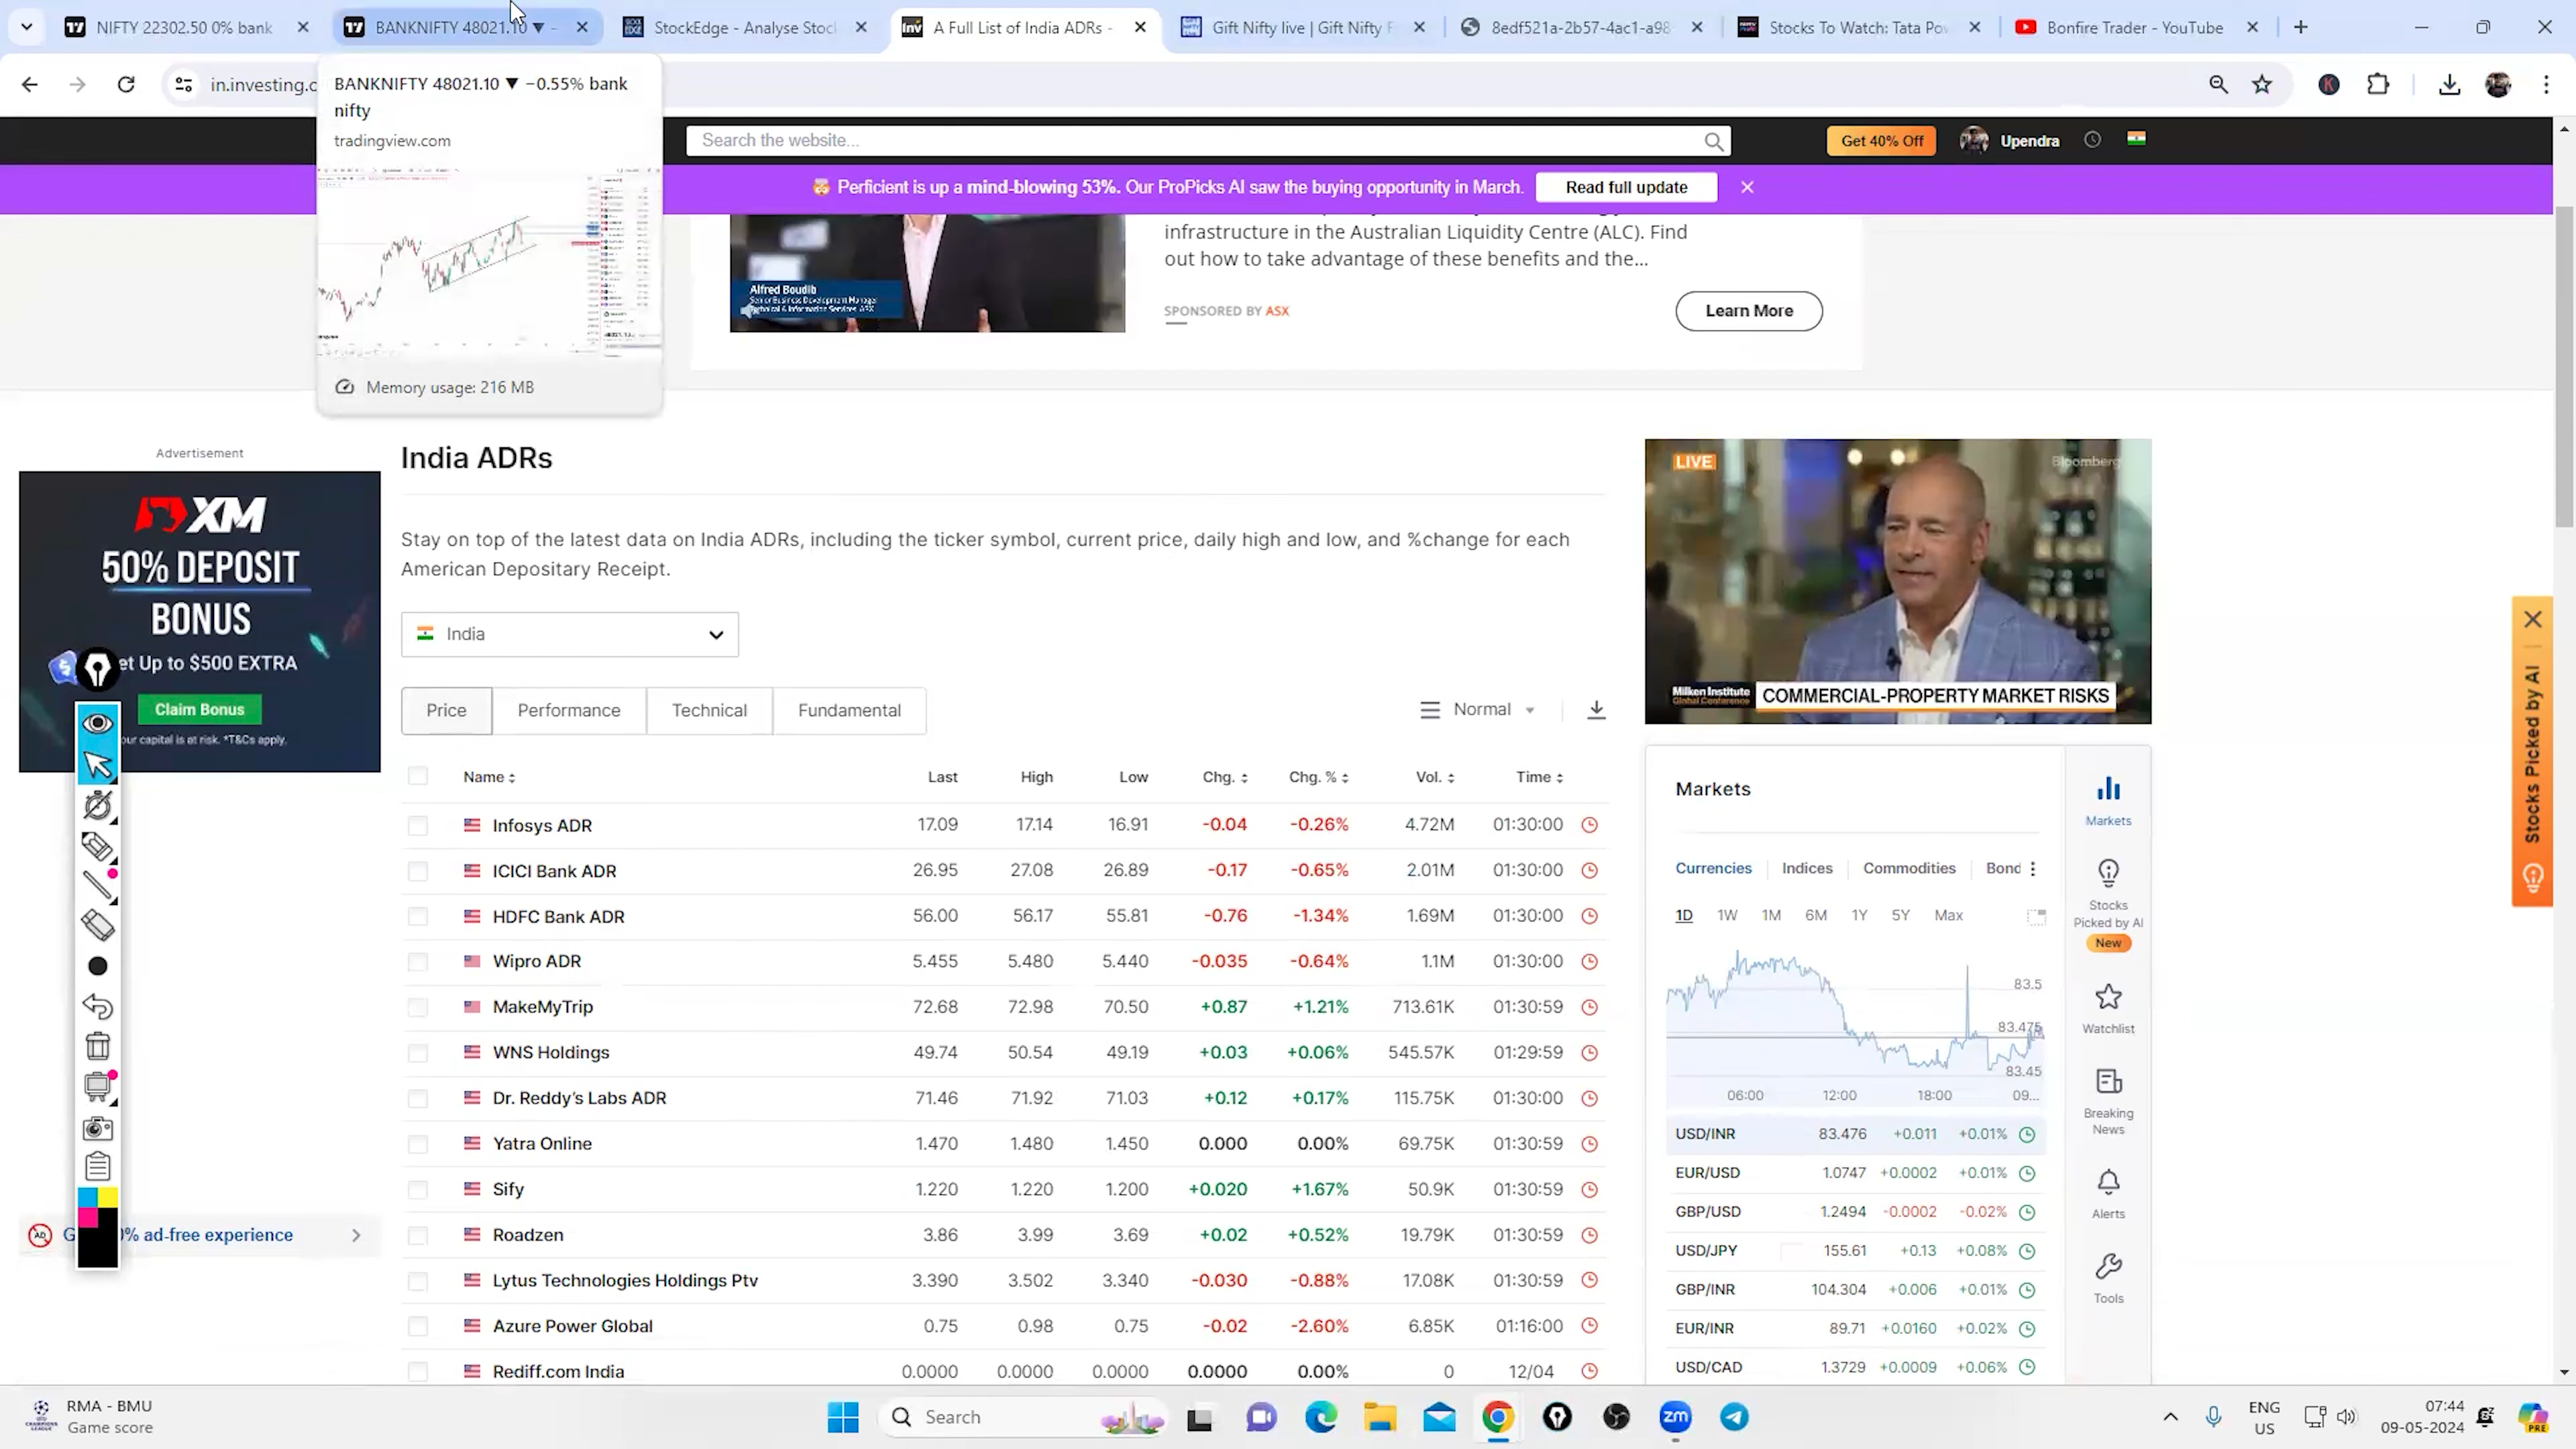 NIFTY 22302.50 0% bank
BANKNIFTY 48021.10 ▼ -
StockEdge - Analyse Stoc
A Full List of India ADRs -
Gift Nifty live | Gift Nifty F
8edf521a-2b57-4ac1-a98
Stocks To Watch: Tata Pow
Bonfire Trader - YouTube
in.investing.c
BANKNIFTY 48021.10 ▼ −0.55% bank
nifty
tradingview.com
Memory usage: 216 MB
Search the website...
Get 40% Off
Upendra
Perficient is up a mind-blowing 53%. Our ProPicks AI saw the buying opportunity in March.
Read full update
infrastructure in the Australian Liquidity Centre (ALC). Find
out how to take advantage of these benefits and the...
Alfred Boudib
Senior Business Development Manager
Technical & Information Services, ASX
SPONSORED BY ASX
Learn More
Advertisement
XM
50% DEPOSIT
BONUS
et Up to $500 EXTRA
Claim Bonus
our capital is at risk. *T&Cs apply.
% ad-free experience
India ADRs
Stay on top of the latest data on India ADRs, including the ticker symbol, current price, daily high and low, and %change for each
American Depositary Receipt.
India
Price Performance Technical Fundamental
Normal
Name Last High Low Chg. Chg. % Vol. Time
Infosys ADR 17.09 17.14 16.91 -0.04 -0.26% 4.72M 01:30:00
ICICI Bank ADR 26.95 27.08 26.89 -0.17 -0.65% 2.01M 01:30:00
HDFC Bank ADR 56.00 56.17 55.81 -0.76 -1.34% 1.69M 01:30:00
Wipro ADR 5.455 5.480 5.440 -0.035 -0.64% 1.1M 01:30:00
MakeMyTrip 72.68 72.98 70.50 +0.87 +1.21% 713.61K 01:30:59
WNS Holdings 49.74 50.54 49.19 +0.03 +0.06% 545.57K 01:29:59
Dr. Reddy's Labs ADR 71.46 71.92 71.03 +0.12 +0.17% 115.75K 01:30:00
Yatra Online 1.470 1.480 1.450 0.000 0.00% 69.75K 01:30:59
Sify 1.220 1.220 1.200 +0.020 +1.67% 50.9K 01:30:59
Roadzen 3.86 3.99 3.69 +0.02 +0.52% 19.79K 01:30:59
Lytus Technologies Holdings Ptv 3.390 3.502 3.340 -0.030 -0.88% 17.08K 01:30:59
Azure Power Global 0.75 0.98 0.75 -0.02 -2.60% 6.85K 01:16:00
Rediff.com India 0.0000 0.0000 0.0000 0.0000 0.00% 0 12/04
LIVE
Bloomberg
Milken Institute
Global Conference
COMMERCIAL-PROPERTY MARKET RISKS
Markets
Currencies Indices Commodities Bond
1D 1W 1M 6M 1Y 5Y Max
83.5
83.475
83.45
06:00 12:00 18:00 09...
USD/INR 83.476 +0.011 +0.01%
EUR/USD 1.0747 +0.0002 +0.01%
GBP/USD 1.2494 -0.0002 -0.02%
USD/JPY 155.61 +0.13 +0.08%
GBP/INR 104.304 +0.006 +0.01%
EUR/INR 89.71 +0.0160 +0.02%
USD/CAD 1.3729 +0.0009 +0.06%
Markets
Stocks
Picked by AI
New
Watchlist
Breaking
News
Alerts
Tools
Stocks Picked by AI
RMA - BMU
Game score
Search
zm
ENG
US
07:44
09-05-2024
PRE